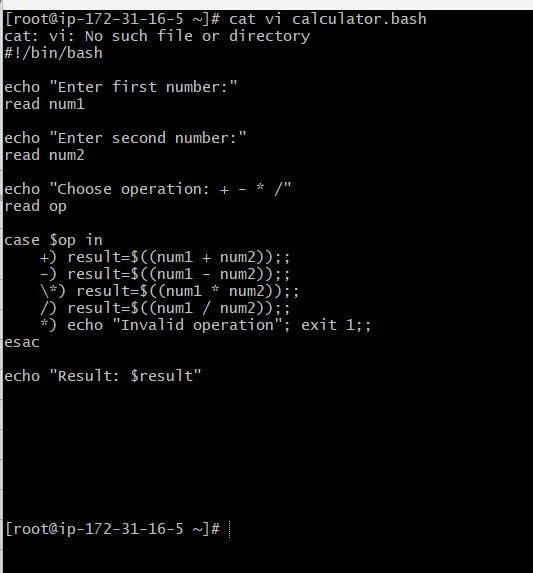 [root@ip-172-31-16-5 ~]# cat vi calculator.bash
cat: vi: No such file or directory
#!/bin/bash

echo "Enter first number:"
read num1

echo "Enter second number:"
read num2

echo "Choose operation: + - * /"
read op

case $op in
    +) result=$((num1 + num2));;
    -) result=$((num1 - num2));;
    \*) result=$((num1 * num2));;
    /) result=$((num1 / num2));;
    *) echo "Invalid operation"; exit 1;;
esac

echo "Result: $result"

[root@ip-172-31-16-5 ~]#